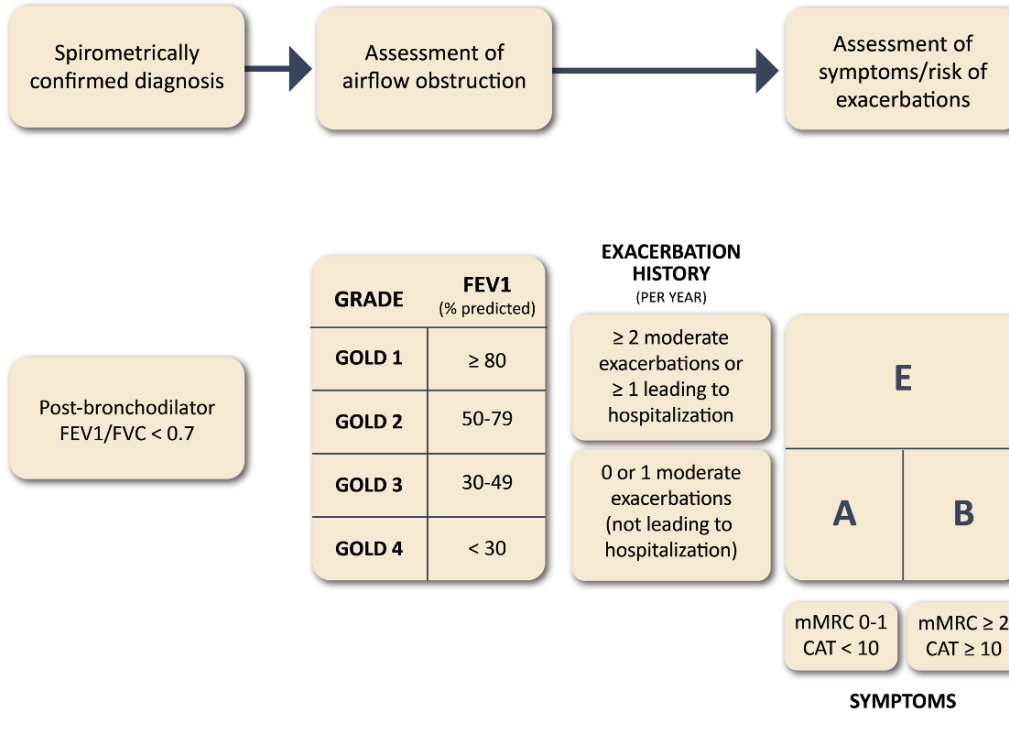 Spirometrically
confirmed diagnosis
Assessment of
airflow obstruction
Assessment of
symptoms/risk of
exacerbations
Post-bronchodilator
FEV1/FVC < 0.7
GRADE
FEV1
(% predicted)
GOLD 1
≥ 80
GOLD 2
50-79
GOLD 3
30-49
GOLD 4
< 30
EXACERBATION
HISTORY
(PER YEAR)
≥ 2 moderate
exacerbations or
≥ 1 leading to
hospitalization
0 or 1 moderate
exacerbations
(not leading to
hospitalization)
E
A
B
mMRC 0-1
CAT < 10
mMRC ≥ 2
CAT ≥ 10
SYMPTOMS